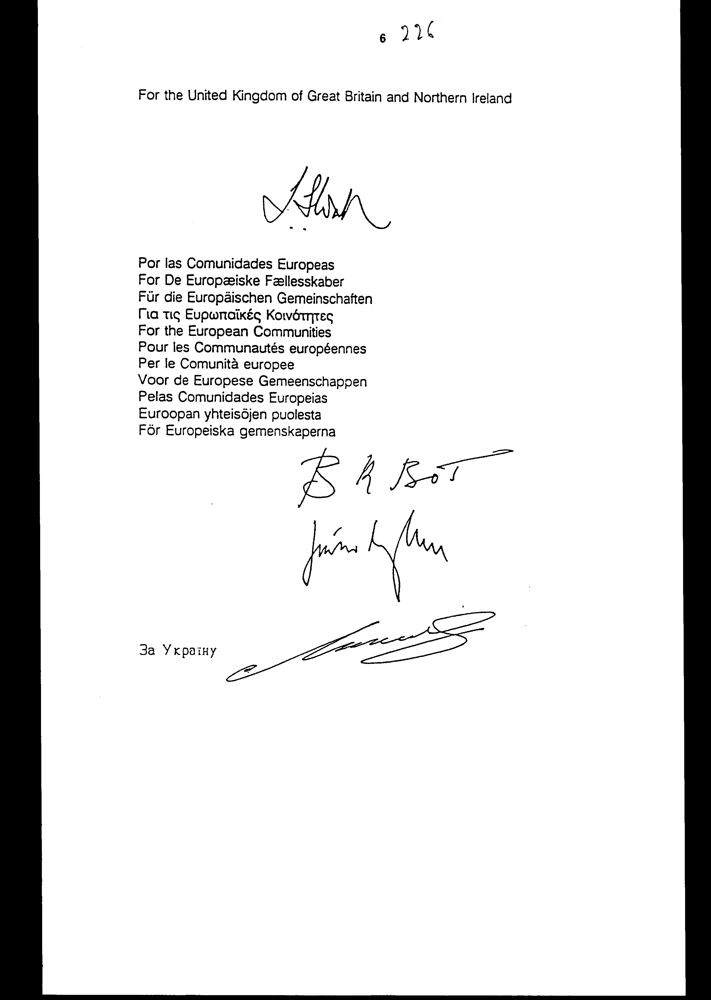 6 226
For the United Kingdom of Great Britain and Northern Ireland
Por las Comunidades Europeas
For De Europæiske Fællesskaber
Für die Europäischen Gemeinschaften
Για τις Ευρωπαϊκές Κοινότητες
For the European Communities
Pour les Communautés européennes
Per le Comunità europee
Voor de Europese Gemeenschappen
Pelas Comunidades Europeias
Euroopan yhteisöjen puolesta
För Europeiska gemenskaperna
B R Bot
За Україну